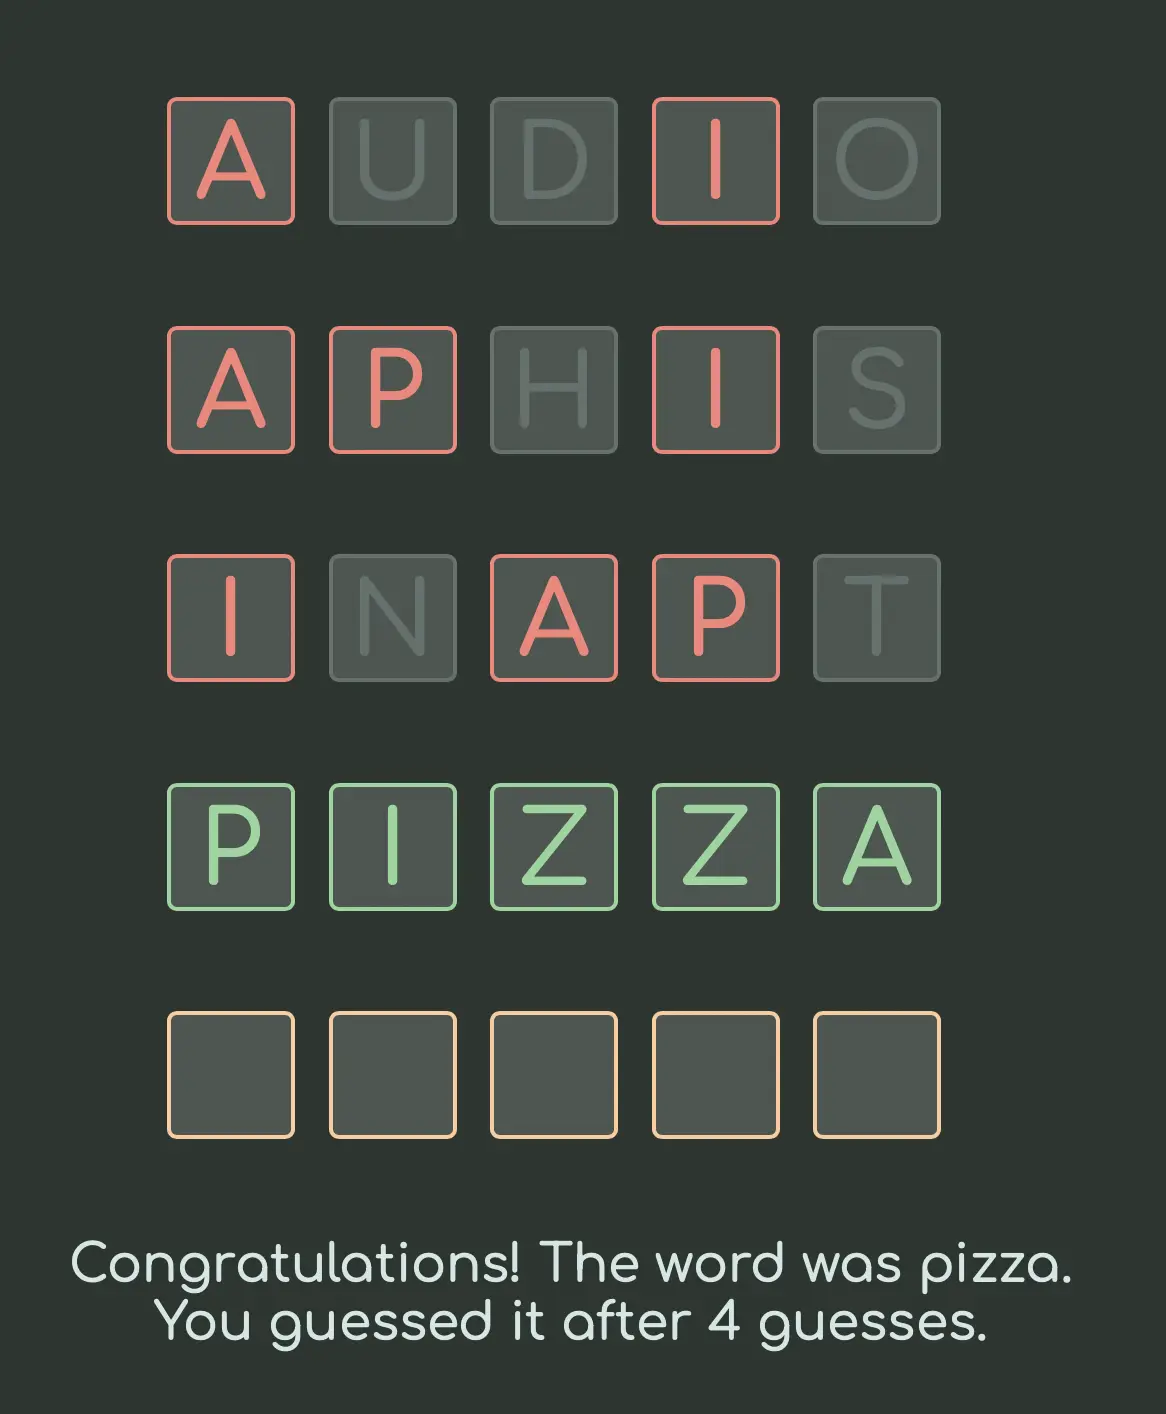 AUDIO
APHIS
INAPT
PIZZA
Congratulations! The word was pizza.
You guessed it after 4 guesses.